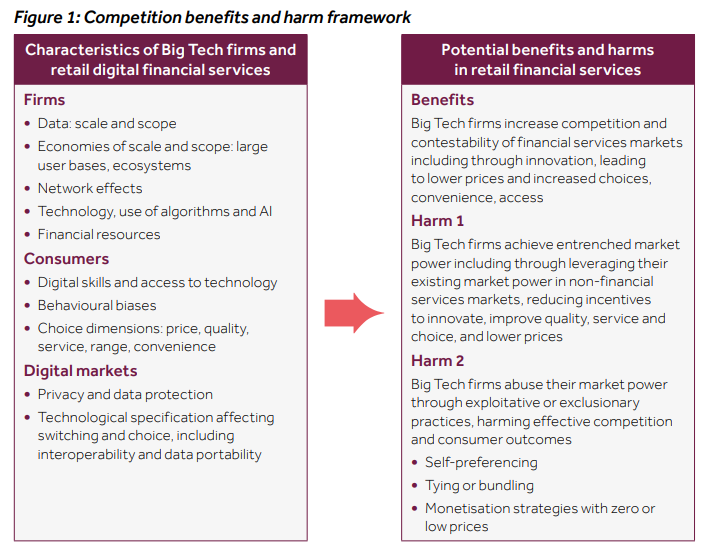 Figure 1: Competition benefits and harm framework
Characteristics of Big Tech firms and
retail digital financial services
Firms
• Data: scale and scope
• Economies of scale and scope: large
user bases, ecosystems
• Network effects
• Technology, use of algorithms and AI
• Financial resources
Consumers
• Digital skills and access to technology
• Behavioural biases
• Choice dimensions: price, quality,
service, range, convenience
Digital markets
• Privacy and data protection
• Technological specification affecting
switching and choice, including
interoperability and data portability
Potential benefits and harms
in retail financial services
Benefits
Big Tech firms increase competition and
contestability of financial services markets
including through innovation, leading
to lower prices and increased choices,
convenience, access
Harm 1
Big Tech firms achieve entrenched market
power including through leveraging their
existing market power in non-financial
services markets, reducing incentives
to innovate, improve quality, service and
choice, and lower prices
Harm 2
Big Tech firms abuse their market power
through exploitative or exclusionary
practices, harming effective competition
and consumer outcomes
• Self-preferencing
• Tying or bundling
• Monetisation strategies with zero or
low prices